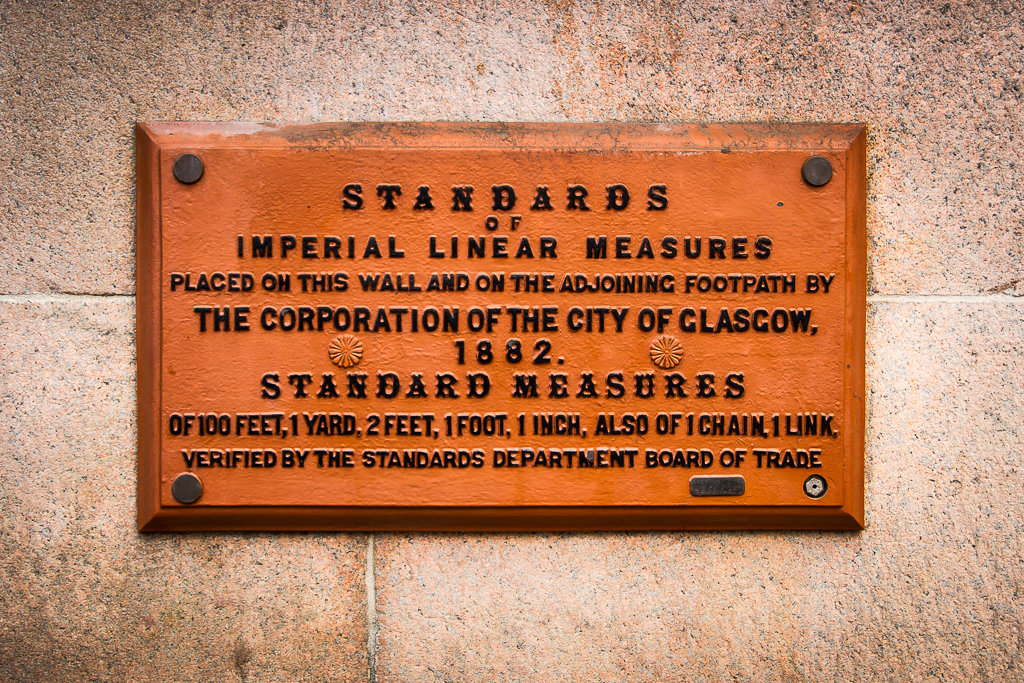 STANDARDS
OF
IMPERIAL LINEAR MEASURES
PLACED ON THIS WALL AND ON THE ADJOINING FOOTPATH BY
THE CORPORATION OF THE CITY OF GLASGOW,
1882.
STANDARD MEASURES
OF 100 FEET, 1 YARD, 2 FEET, 1 FOOT, 1 INCH, ALSO OF 1 CHAIN, 1 LINK,
VERIFIED BY THE STANDARDS DEPARTMENT BOARD OF TRADE